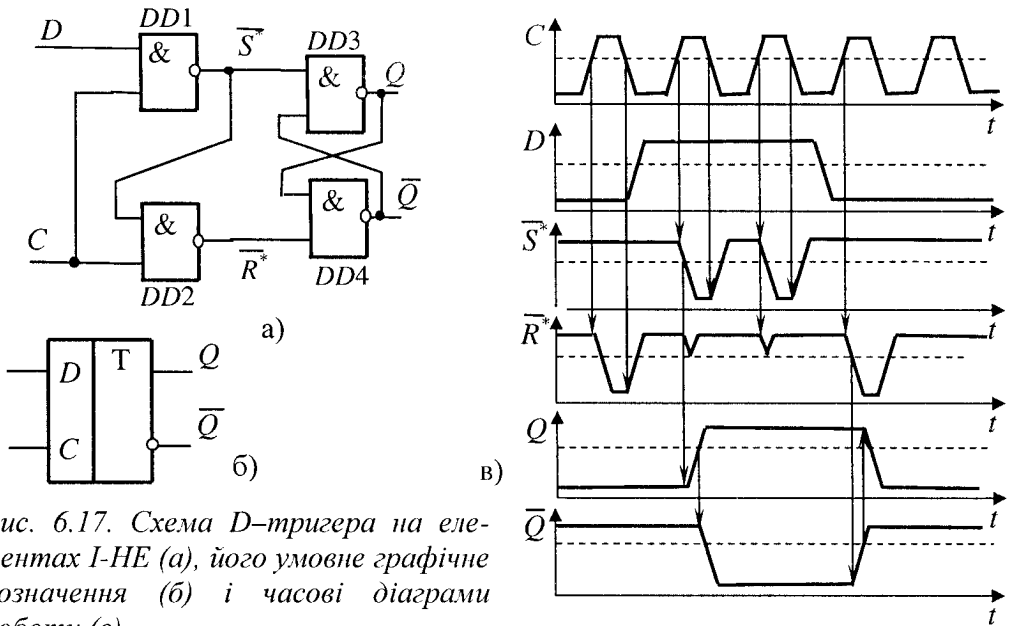 D
DD1
&
S̅*
DD3
&
Q
C
&
DD2
R̅*
&
Q̅
DD4
а)
D T
C
Q
Q̅
б)
C
t
D
t
S̅*
t
R̅*
t
Q
t
Q̅
t
в)
ис. 6.17. Схема D–тригера на еле-
ентах І-НЕ (а), його умовне графічне
означення (б) і часові діаграми